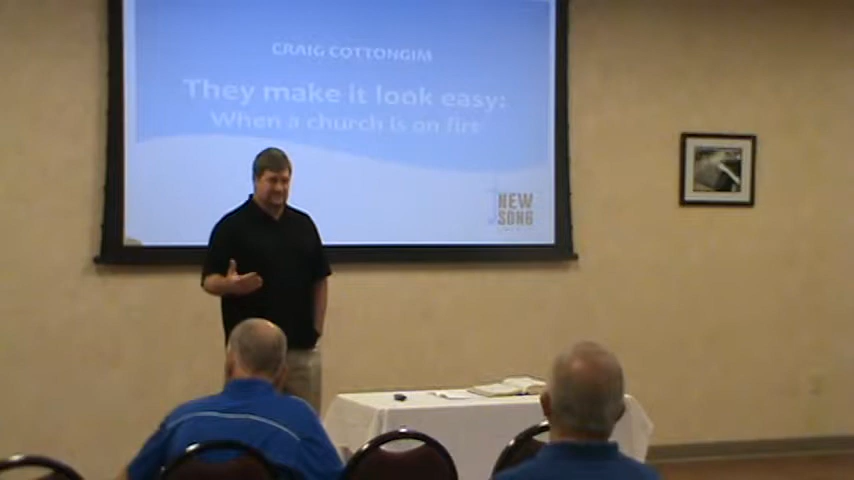 CRAIG COTTONGIM
They make it look easy:
When a church is on fire
NEW
SONG